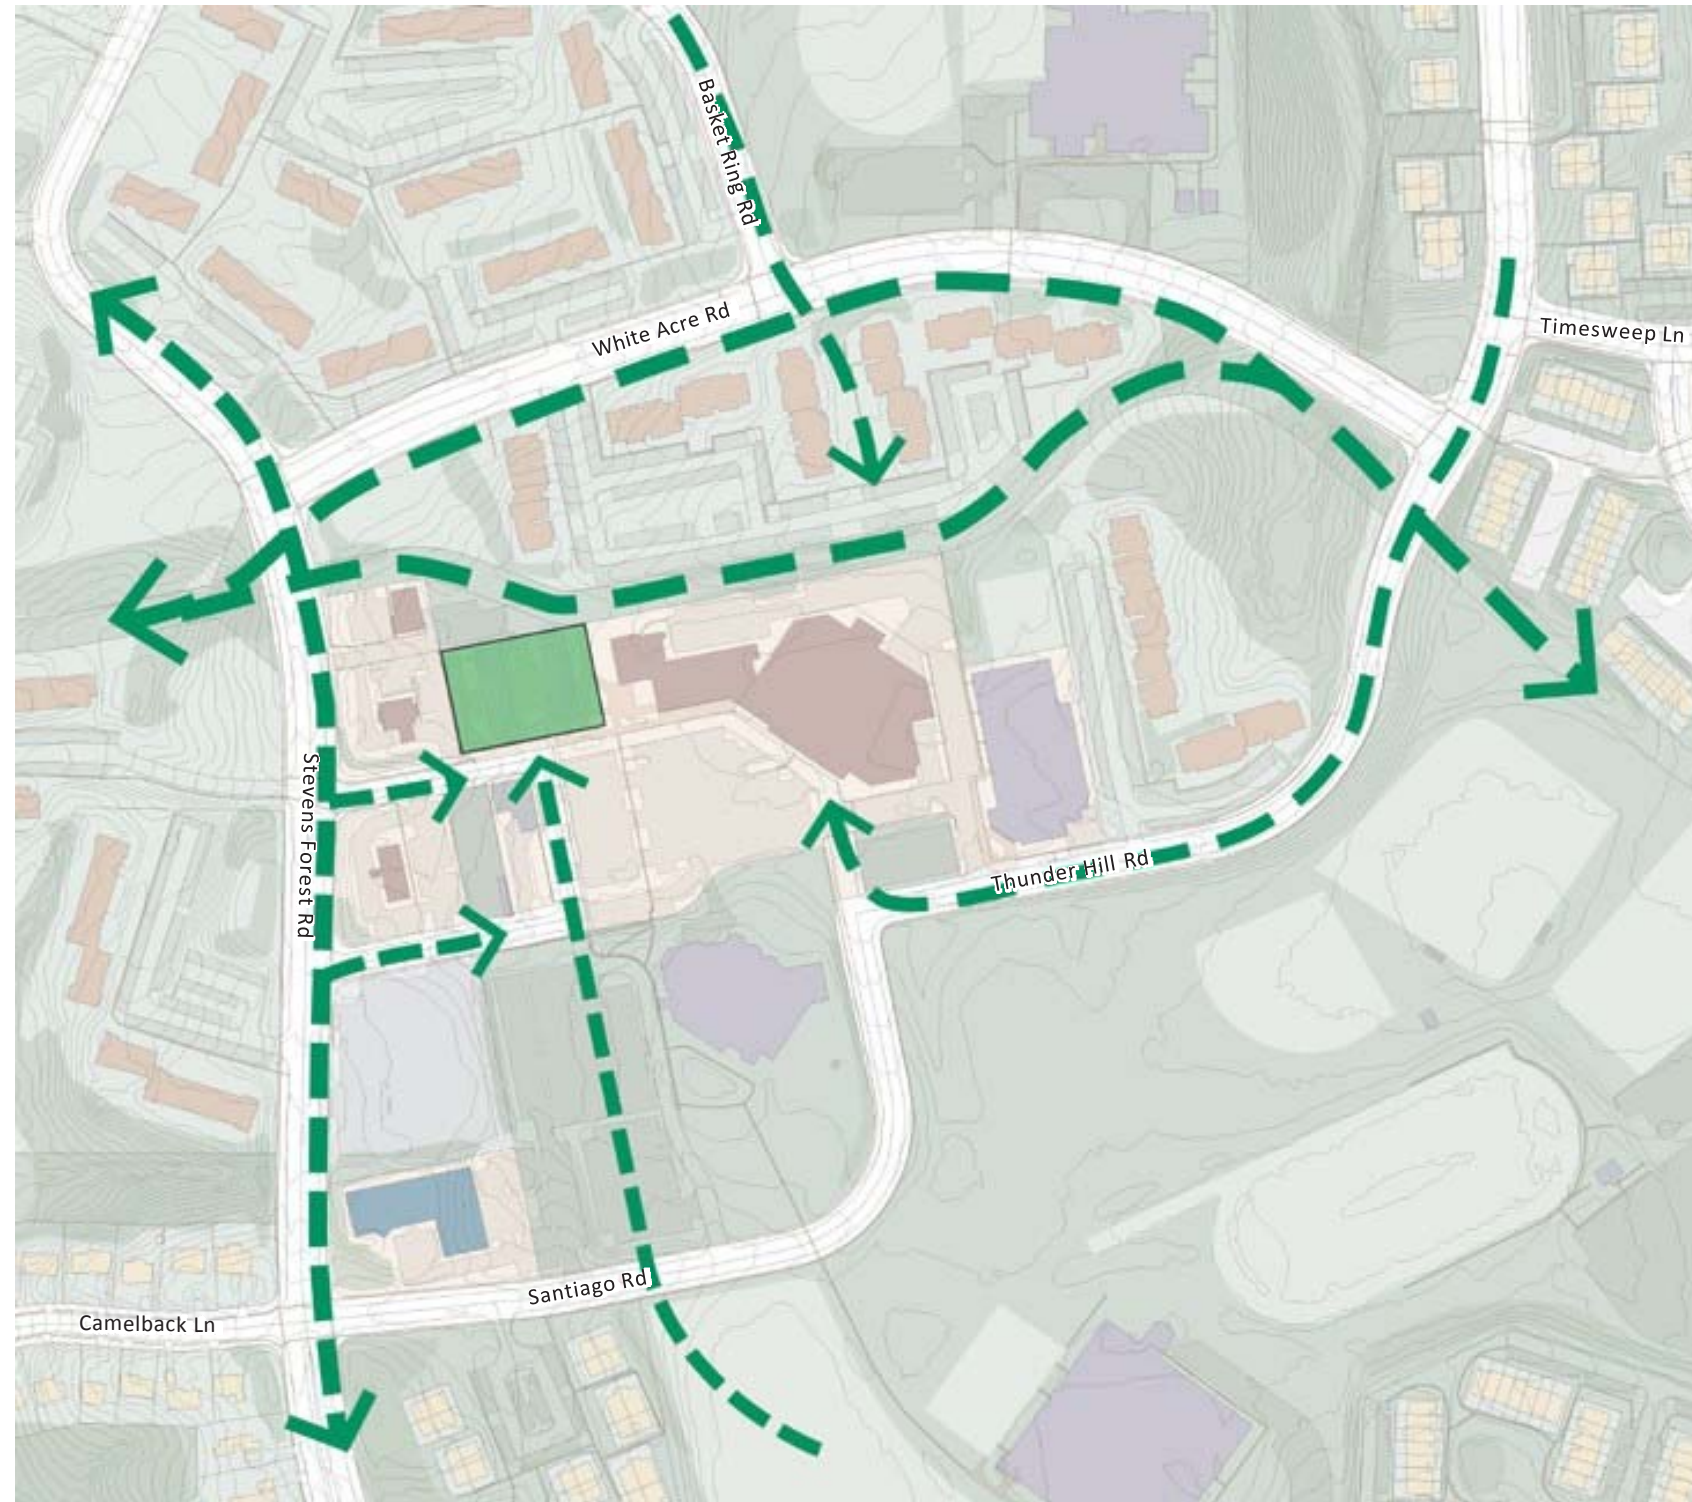 Basket Ring Rd
White Acre Rd
Timesweep Ln
Stevens Forest Rd
Thunder Hill Rd
Santiago Rd
Camelback Ln